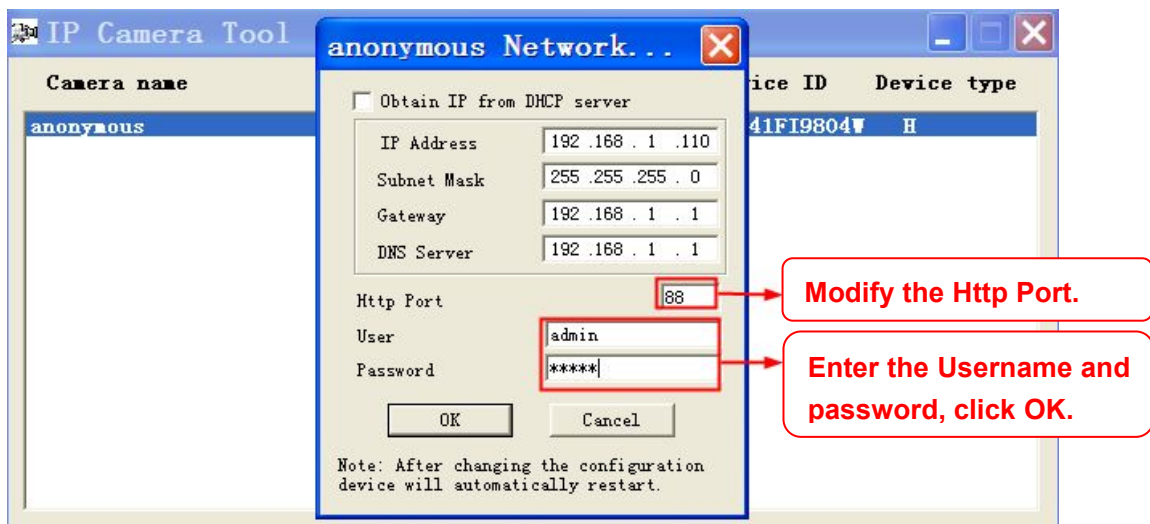 IP Camera Tool
anonymous Network...
Camera name
ice ID
Device type
anonymous
41FI9804W
H
Obtain IP from DHCP server
IP Address 192 .168 . 1 .110
Subnet Mask 255 .255 .255 . 0
Gateway 192 .168 . 1 . 1
DNS Server 192 .168 . 1 . 1
Http Port 88
Modify the Http Port.
User admin
Password *****
Enter the Username and
password, click OK.
OK
Cancel
Note: After changing the configuration
device will automatically restart.